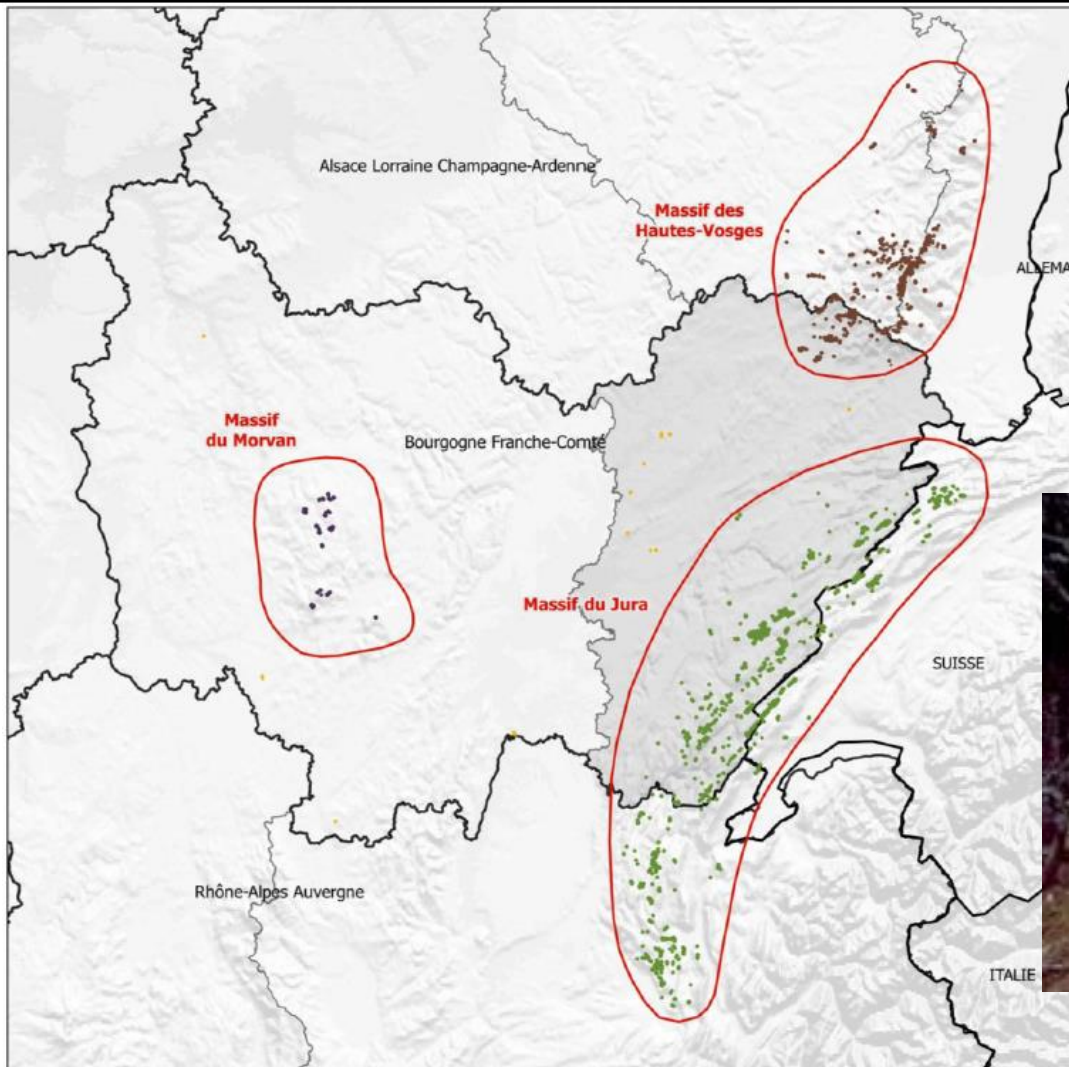 Alsace Lorraine Champagne-Ardenne
Massif des
Hautes-Vosges
ALLEMA
Massif
du Morvan
Bourgogne Franche-Comté
Massif du Jura
SUISSE
Rhône-Alpes Auvergne
ITALIE